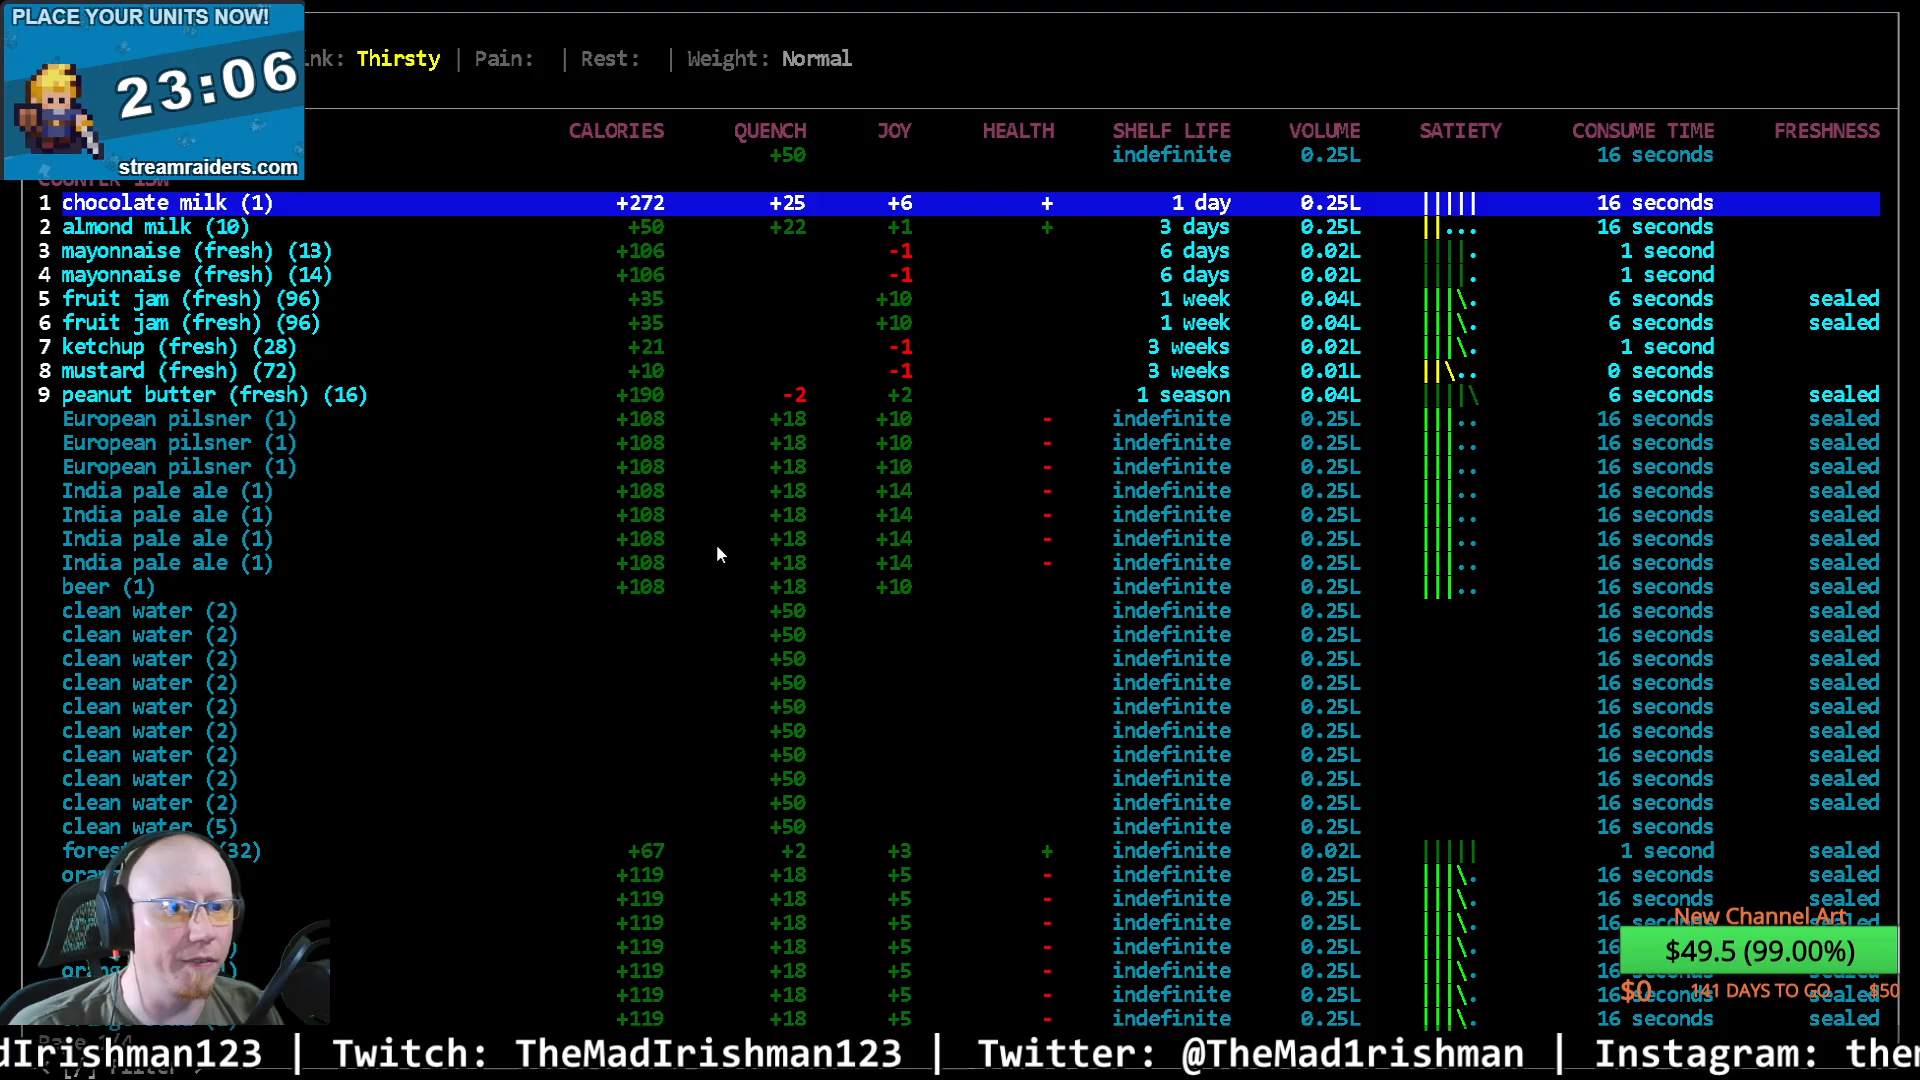 PLACE YOUR UNITS NOW!
23:06
streamraiders.com
nk: Thirsty | Pain: | Rest: | Weight: Normal
CALORIES QUENCH JOY HEALTH SHELF LIFE VOLUME SATIETY CONSUME TIME FRESHNESS
+50 indefinite 0.25L 16 seconds
1 chocolate milk (1) +272 +25 +6 + 1 day 0.25L ||||| 16 seconds
2 almond milk (10) +50 +22 +1 + 3 days 0.25L ||... 16 seconds
3 mayonnaise (fresh) (13) +106 -1 6 days 0.02L ||||. 1 second
4 mayonnaise (fresh) (14) +106 -1 6 days 0.02L ||||. 1 second
5 fruit jam (fresh) (96) +35 +10 1 week 0.04L |||\. 6 seconds sealed
6 fruit jam (fresh) (96) +35 +10 1 week 0.04L |||\. 6 seconds sealed
7 ketchup (fresh) (28) +21 -1 3 weeks 0.02L |||\. 1 second
8 mustard (fresh) (72) +10 -1 3 weeks 0.01L ||\.. 0 seconds
9 peanut butter (fresh) (16) +190 -2 +2 1 season 0.04L ||||\ 6 seconds sealed
European pilsner (1) +108 +18 +10 - indefinite 0.25L |||.. 16 seconds sealed
European pilsner (1) +108 +18 +10 - indefinite 0.25L |||.. 16 seconds sealed
European pilsner (1) +108 +18 +10 - indefinite 0.25L |||.. 16 seconds sealed
India pale ale (1) +108 +18 +14 - indefinite 0.25L |||.. 16 seconds sealed
India pale ale (1) +108 +18 +14 - indefinite 0.25L |||.. 16 seconds sealed
India pale ale (1) +108 +18 +14 - indefinite 0.25L |||.. 16 seconds sealed
India pale ale (1) +108 +18 +14 - indefinite 0.25L |||.. 16 seconds sealed
beer (1) +108 +18 +10 indefinite 0.25L |||.. 16 seconds sealed
clean water (2) +50 indefinite 0.25L 16 seconds sealed
clean water (2) +50 indefinite 0.25L 16 seconds sealed
clean water (2) +50 indefinite 0.25L 16 seconds sealed
clean water (2) +50 indefinite 0.25L 16 seconds sealed
clean water (2) +50 indefinite 0.25L 16 seconds sealed
clean water (2) +50 indefinite 0.25L 16 seconds sealed
clean water (2) +50 indefinite 0.25L 16 seconds sealed
clean water (2) +50 indefinite 0.25L 16 seconds sealed
clean water (2) +50 indefinite 0.25L 16 seconds sealed
clean water (5) +50 indefinite 0.25L 16 seconds
(32) +67 +2 +3 + indefinite 0.02L ||||| 1 second sealed
+119 +18 +5 - indefinite 0.25L |||\. 16 seconds sealed
+119 +18 +5 - indefinite 0.25L |||\. 16 seconds sealed
+119 +18 +5 - indefinite 0.25L |||\. 16 seconds
+119 +18 +5 - indefinite 0.25L |||\. 16
+119 +18 +5 - indefinite 0.25L |||\. 16
+119 +18 +5 - indefinite 0.25L |||\. 16 seconds sealed
+119 +18 +5 - indefinite 0.25L |||\. 16 seconds sealed
New Channel Art
$49.5 (99.00%)
$0 141 DAYS TO GO $50
dIrishman123 | Twitch: TheMadIrishman123 | Twitter: @TheMad1rishman | Instagram: them